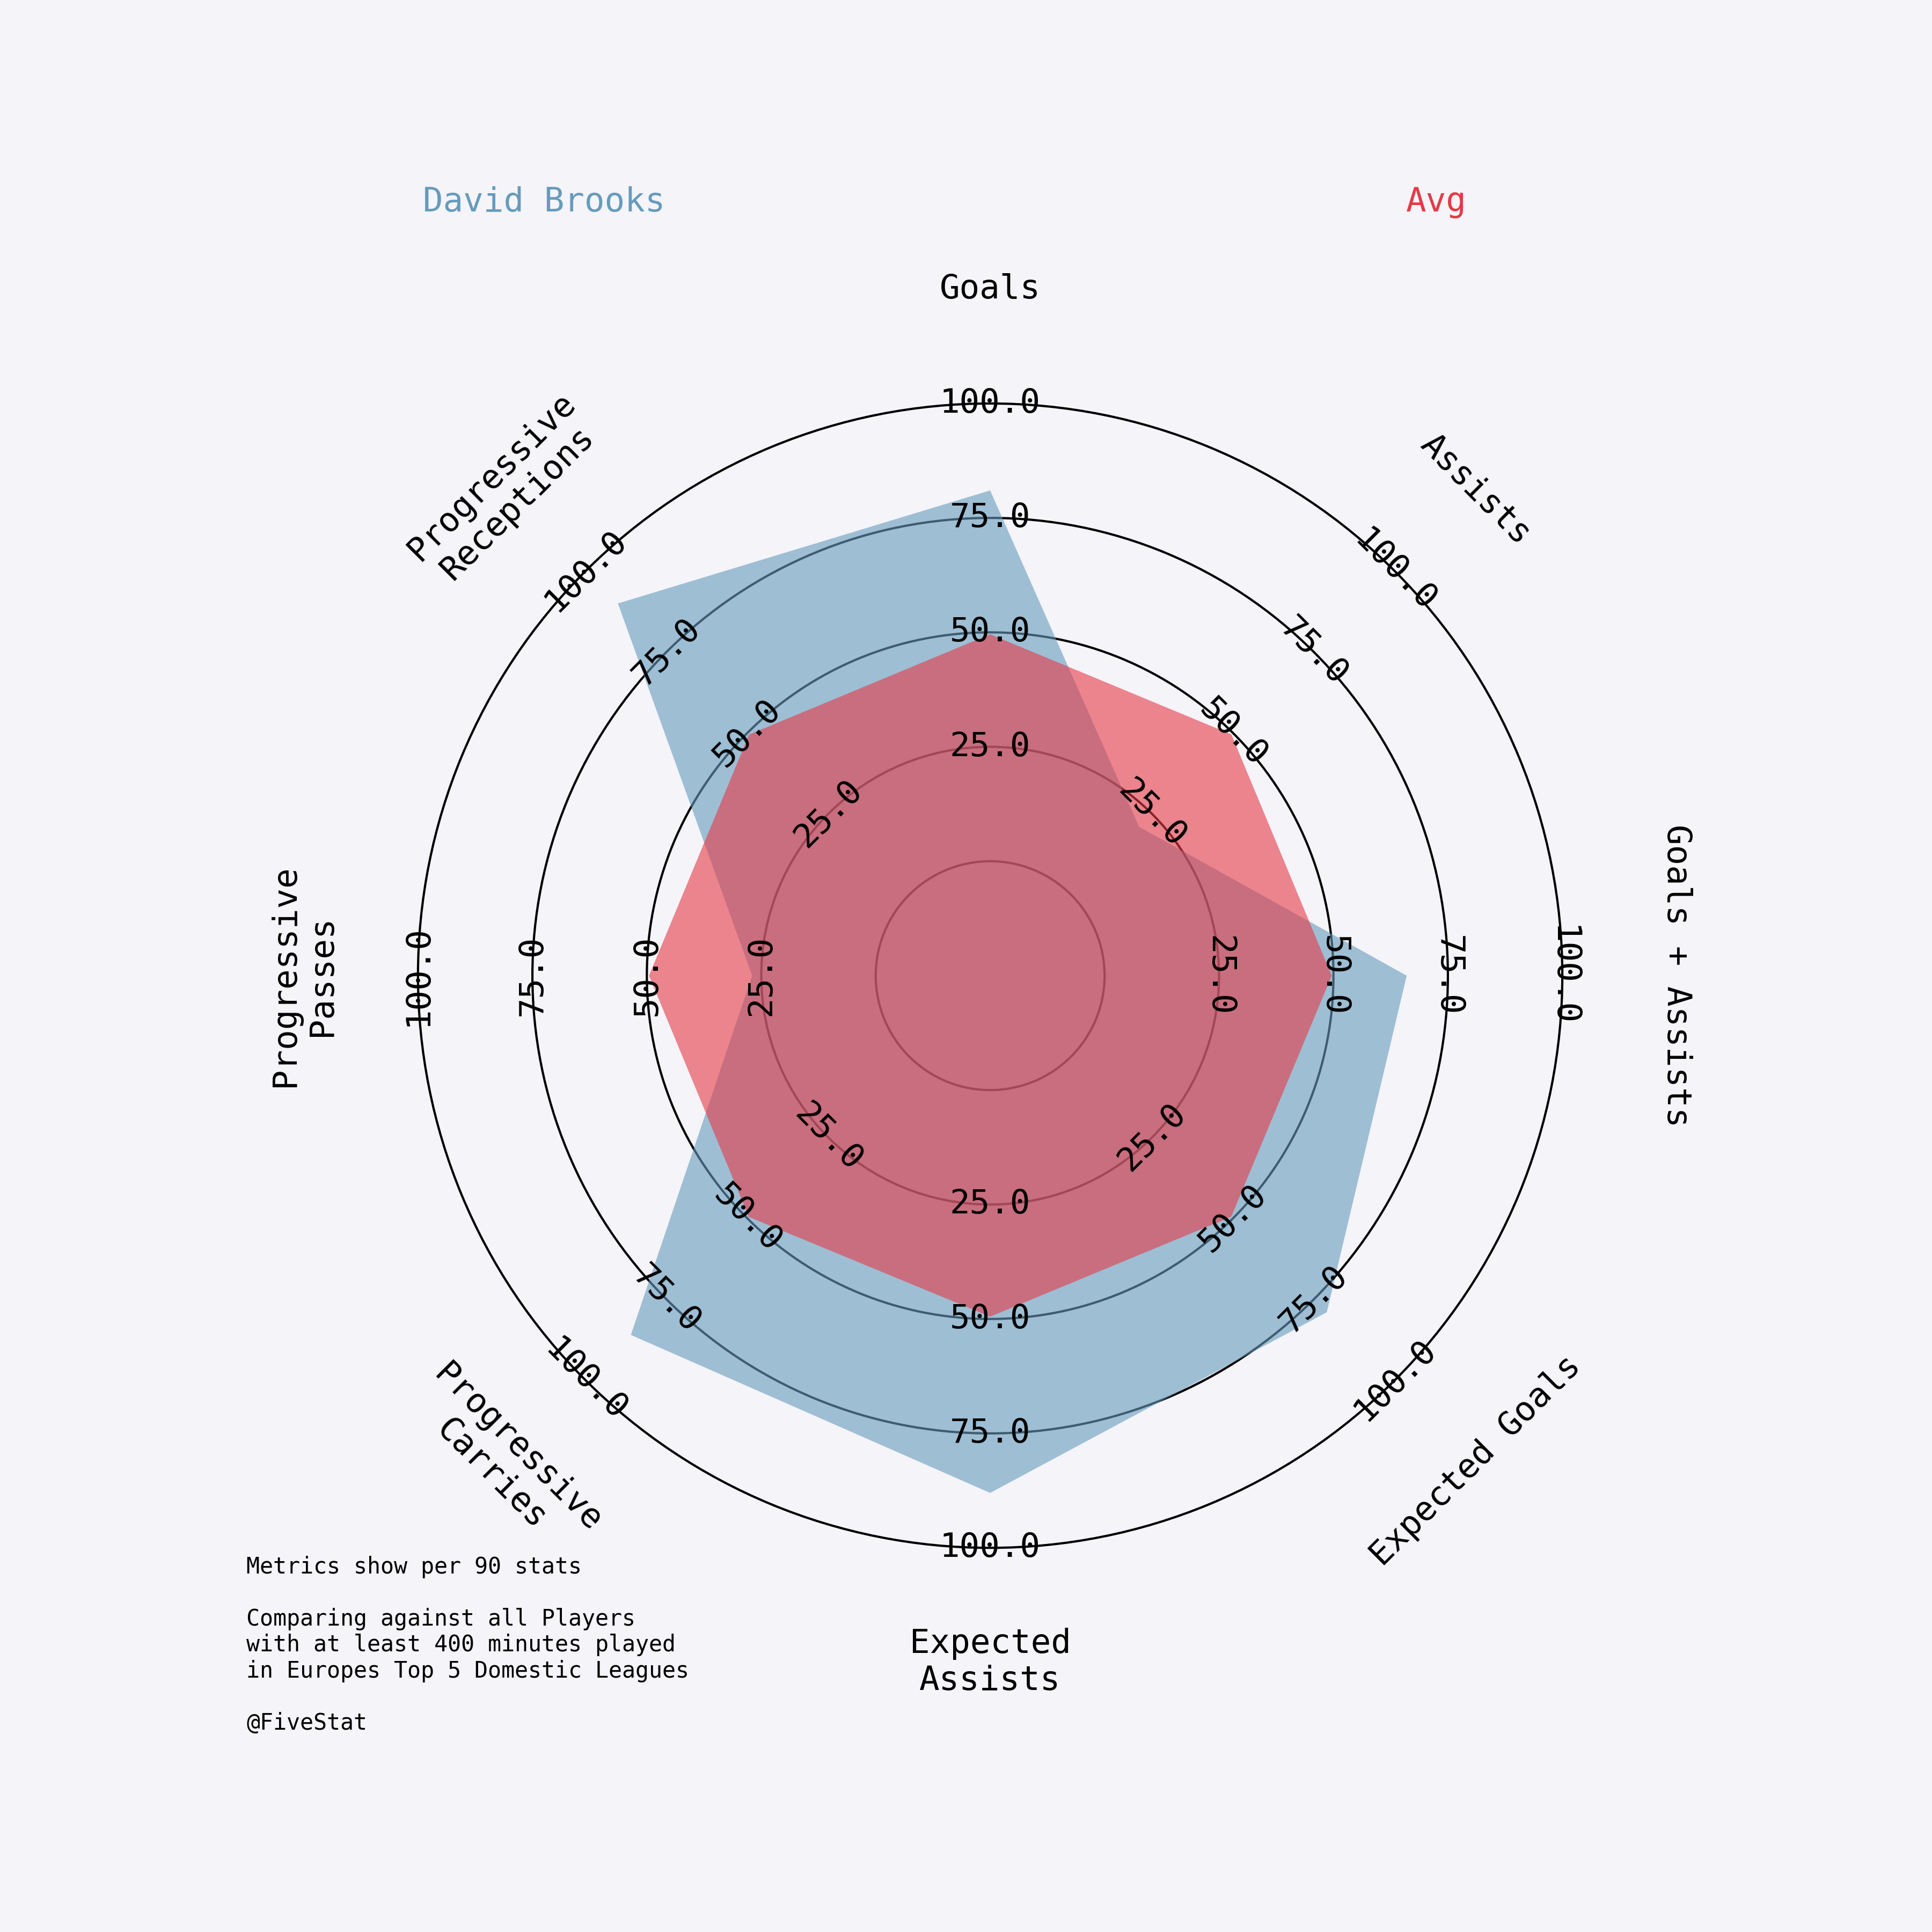 David Brooks
Avg
Goals
Assists
Goals + Assists
Expected Goals
Expected
Assists
Progressive
Carries
Progressive
Passes
Progressive
Receptions
100.0
75.0
50.0
25.0
100.0
75.0
50.0
25.0
100.0
75.0
50.0
25.0
100.0
75.0
50.0
25.0
100.0
75.0
50.0
25.0
100.0
75.0
50.0
25.0
100.0
75.0
50.0
25.0
100.0
75.0
50.0
25.0
Metrics show per 90 stats
Comparing against all Players
with at least 400 minutes played
in Europes Top 5 Domestic Leagues
@FiveStat